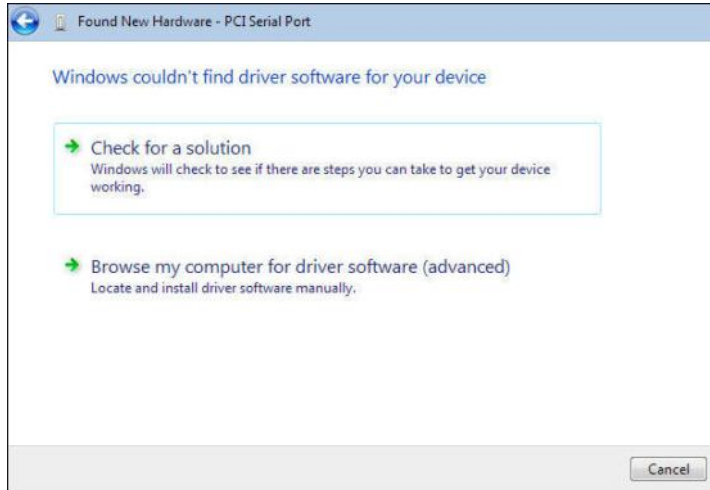 Found New Hardware - PCI Serial Port
Windows couldn't find driver software for your device
Check for a solution
Windows will check to see if there are steps you can take to get your device
working.
Browse my computer for driver software (advanced)
Locate and install driver software manually.
Cancel